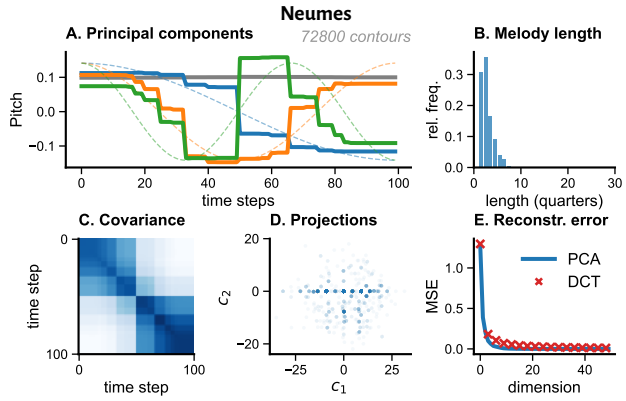 Neumes
A. Principal components
72800 contours
Pitch
0.1
0.0
−0.1
0 20 40 60 80 100
time steps
B. Melody length
rel. freq.
0.3
0.2
0.1
0.0
0 10 20 30
length (quarters)
C. Covariance
time step
0
100
0 100
time step
D. Projections
c2
20
0
−20
−25 0 25
c1
E. Reconstr. error
MSE
1.0
0.5
0.0
PCA
DCT
0 20 40
dimension